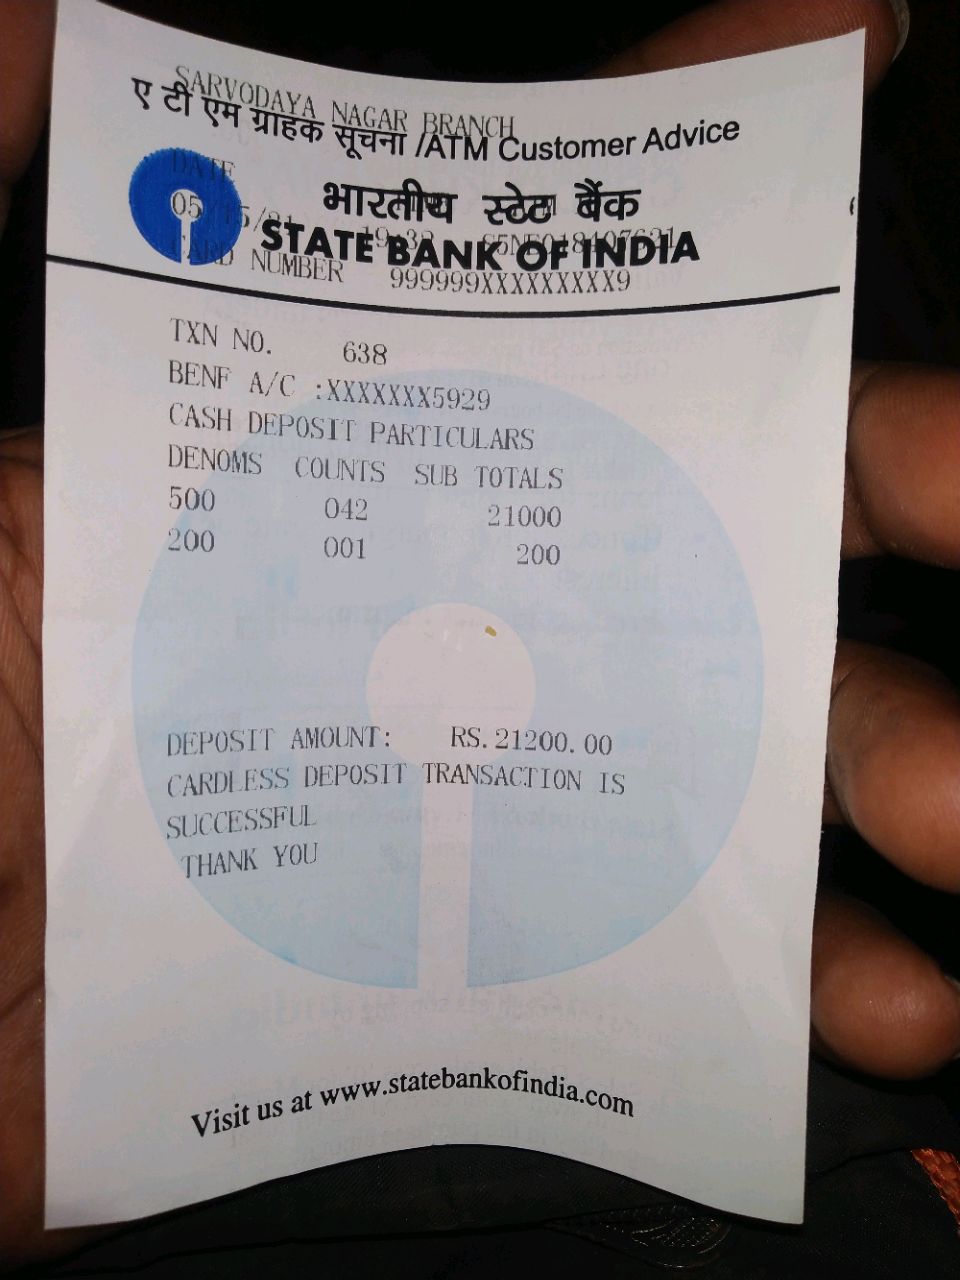 SARVODAYA NAGAR BRANCH
ए टी एम ग्राहक सूचना /ATM Customer Advice
DATE
भारतीय स्टेट बैंक
05/15/21 19:32 S5NE018407631
STATE BANK OF INDIA
CARD NUMBER 999999XXXXXXXXX9
TXN NO. 638
BENF A/C :XXXXXXX5929
CASH DEPOSIT PARTICULARS
DENOMS COUNTS SUB TOTALS
500 042 21000
200 001 200
DEPOSIT AMOUNT: RS.21200.00
CARDLESS DEPOSIT TRANSACTION IS
SUCCESSFUL
THANK YOU
Visit us at www.statebankofindia.com